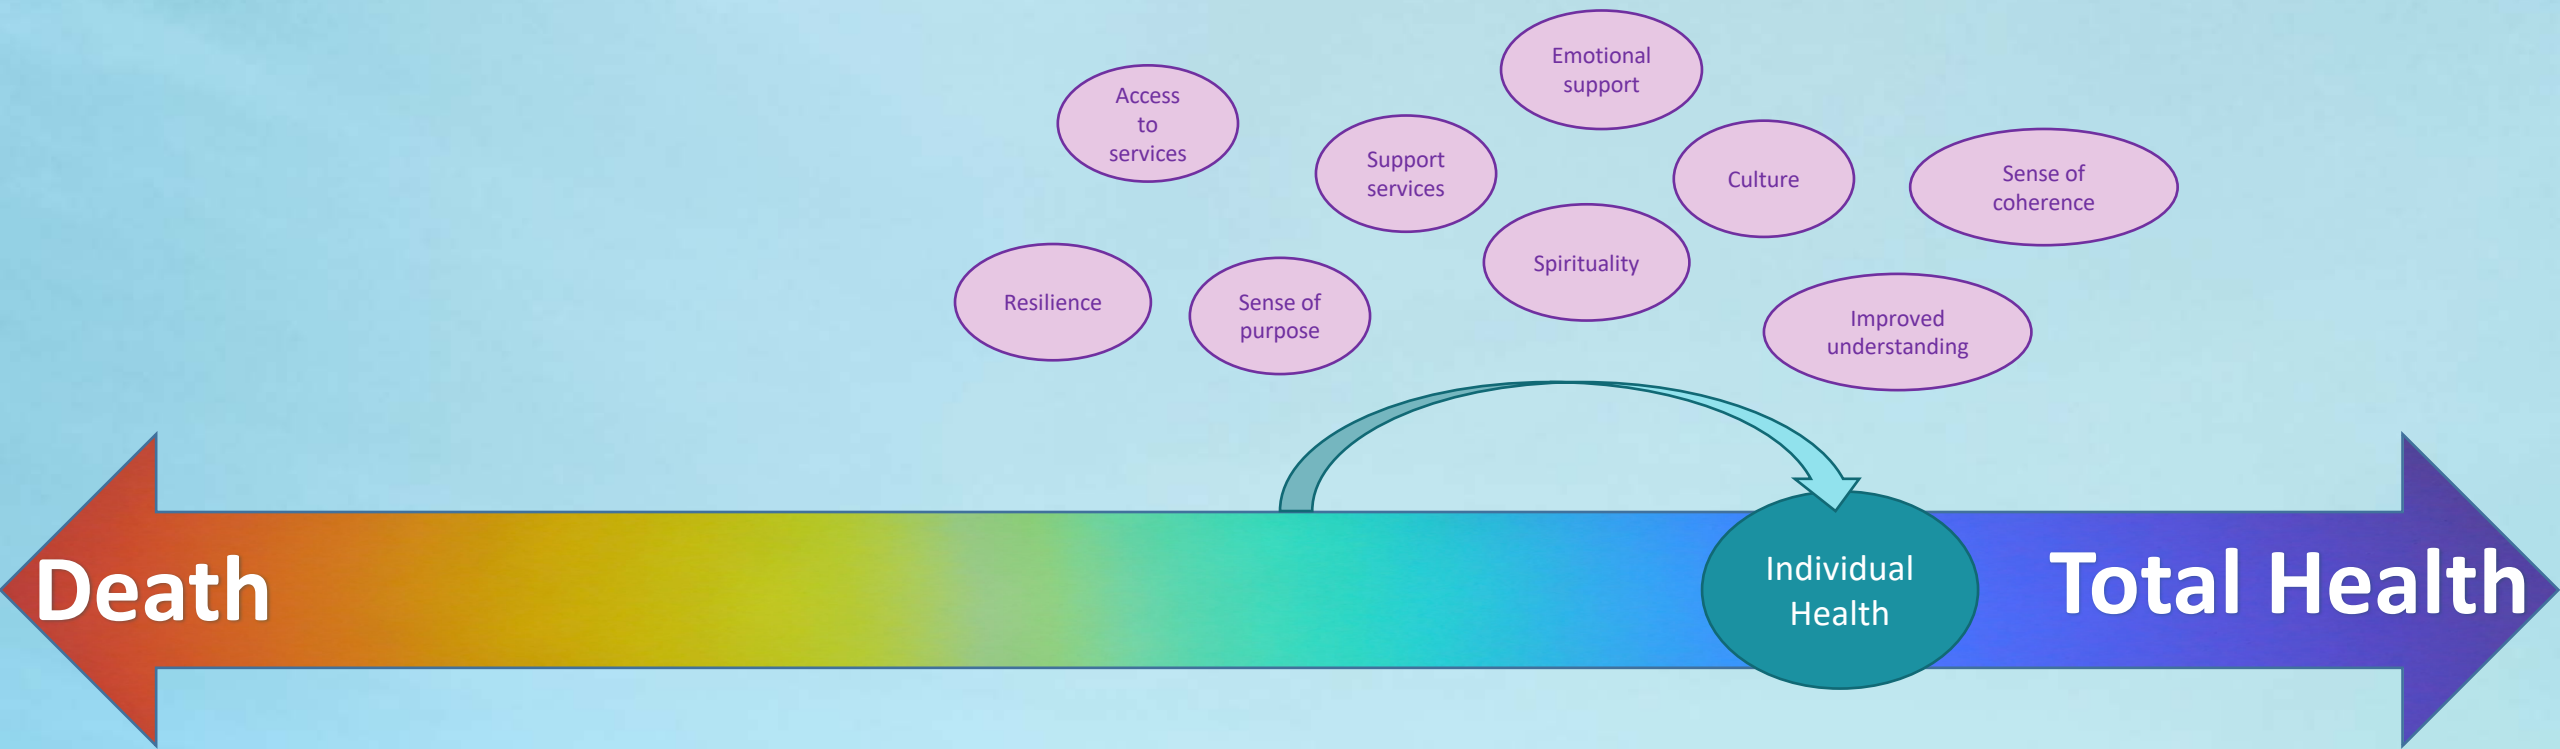 Emotional
support
Access
to
services
Support
services
Culture
Sense of
coherence
Spirituality
Resilience
Sense of
purpose
Improved
understanding
Death
Individual
Health
Total Health